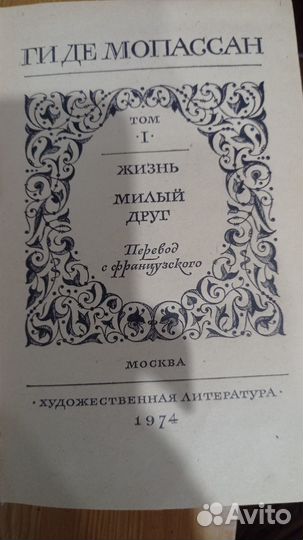 ГИ ДЕ МОПАССАН
ТОМ
·I·
ЖИЗНЬ
МИЛЫЙ
ДРУГ
Перевод
с французского
МОСКВА
·ХУДОЖЕСТВЕННАЯ ЛИТЕРАТУРА·
1974
Avito